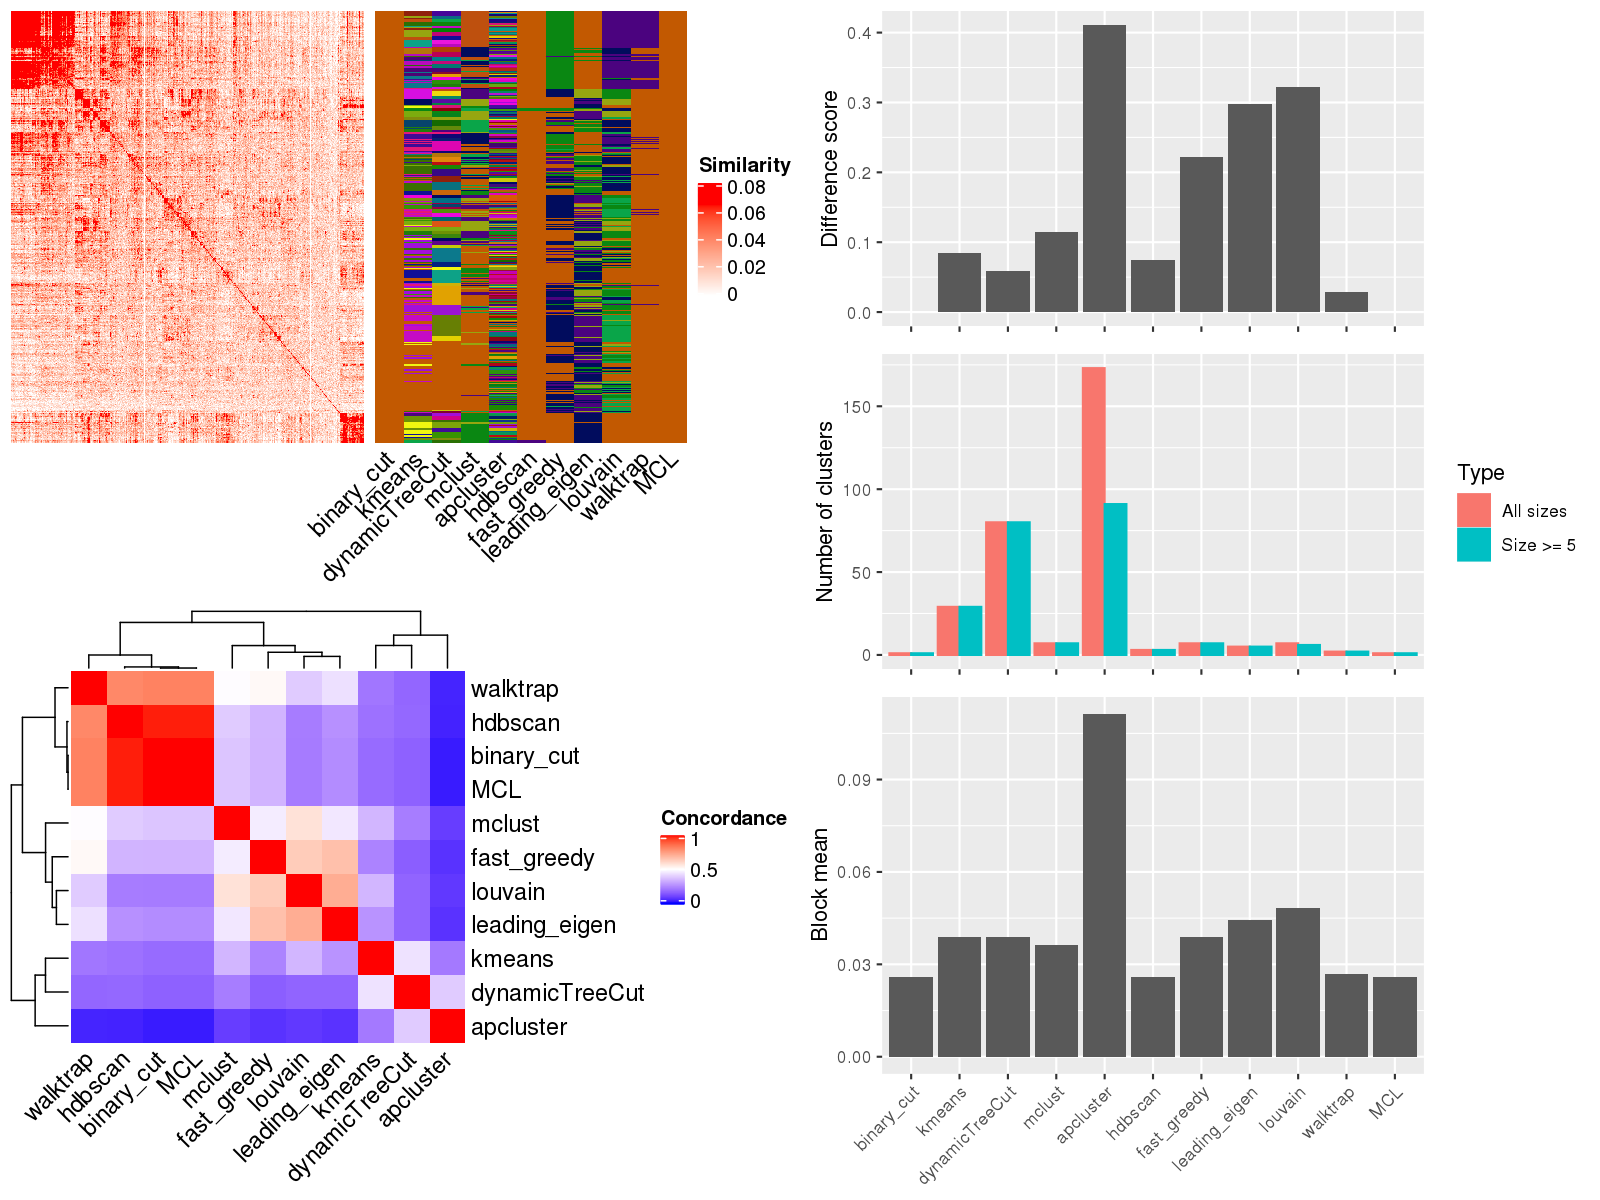 Similarity
0.08
0.06
0.04
0.02
0
binary_cut
kmeans
dynamicTreeCut
mclust
apcluster
hdbscan
fast_greedy
leading_eigen
louvain
walktrap
MCL
walktrap
hdbscan
binary_cut
MCL
mclust
fast_greedy
louvain
leading_eigen
kmeans
dynamicTreeCut
apcluster
walktrap
hdbscan
binary_cut
MCL
mclust
fast_greedy
louvain
leading_eigen
kmeans
dynamicTreeCut
apcluster
Concordance
1
0.5
0
Difference score
0.4
0.3
0.2
0.1
0.0
Number of clusters
150
100
50
0
Type
All sizes
Size >= 5
Block mean
0.09
0.06
0.03
0.00
binary_cut
kmeans
dynamicTreeCut
mclust
apcluster
hdbscan
fast_greedy
leading_eigen
louvain
walktrap
MCL